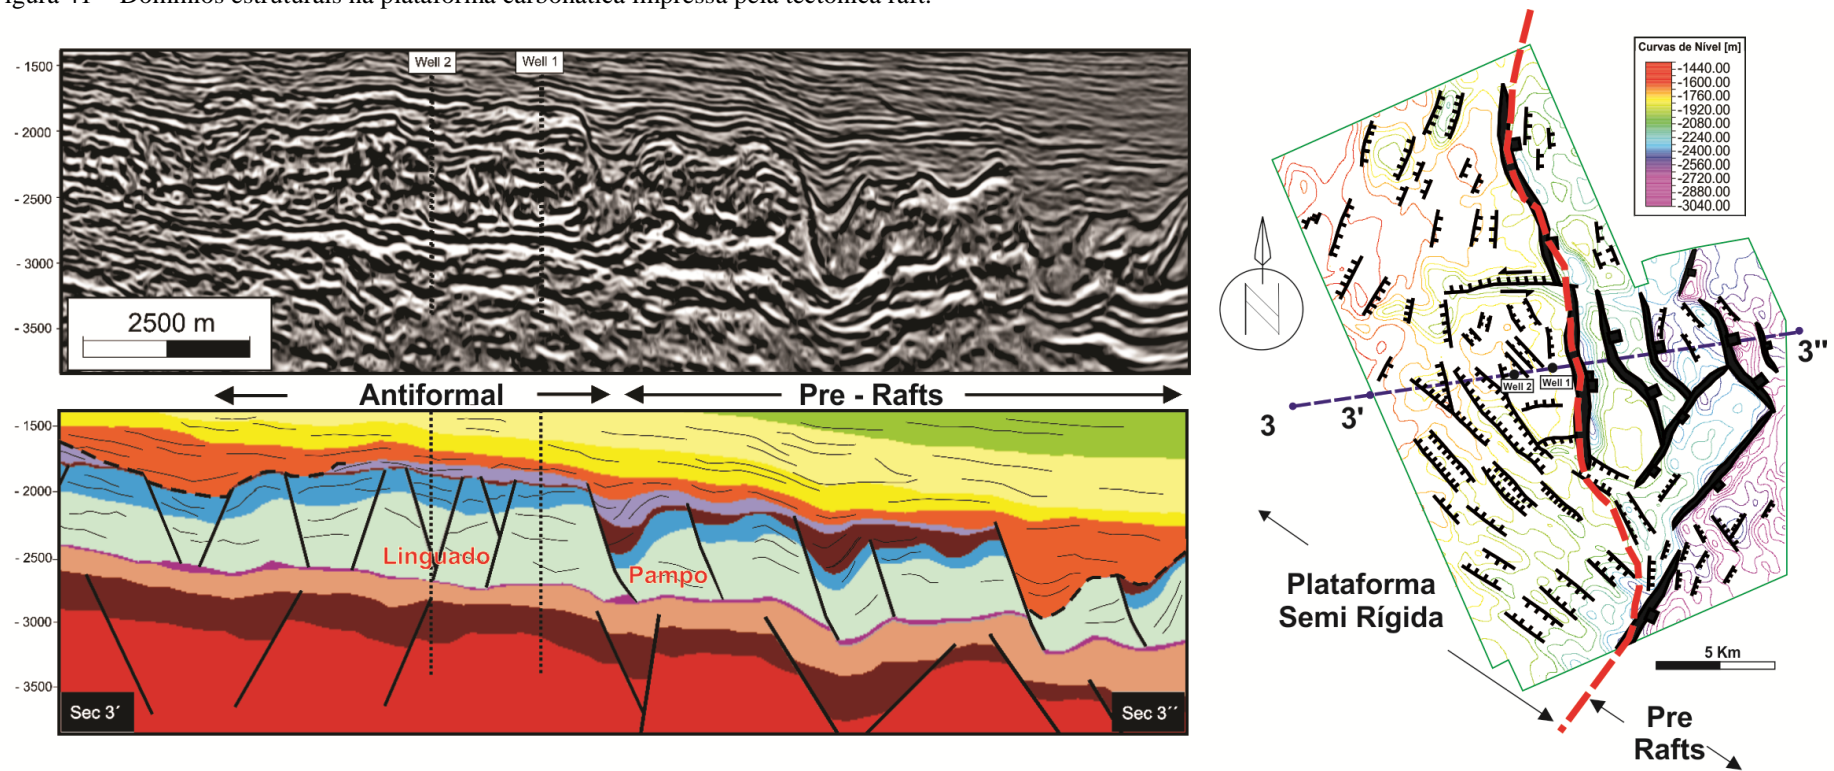 Figura 41 – Domínios estruturais na plataforma carbonática impressa pela tectônica raft.
Well 2
Well 1
- 1500
- 2000
- 2500
- 3000
- 3500
2500 m
Antiformal
Pre - Rafts
- 1500
- 2000
- 2500
- 3000
- 3500
Linguado
Pampo
Sec 3´
Sec 3´´
Curvas de Nível [m]
-1440.00
-1600.00
-1760.00
-1920.00
-2080.00
-2240.00
-2400.00
-2560.00
-2720.00
-2880.00
-3040.00
N
3
3'
3"
Well 2
Well 1
Plataforma
Semi Rígida
5 Km
Pre
Rafts